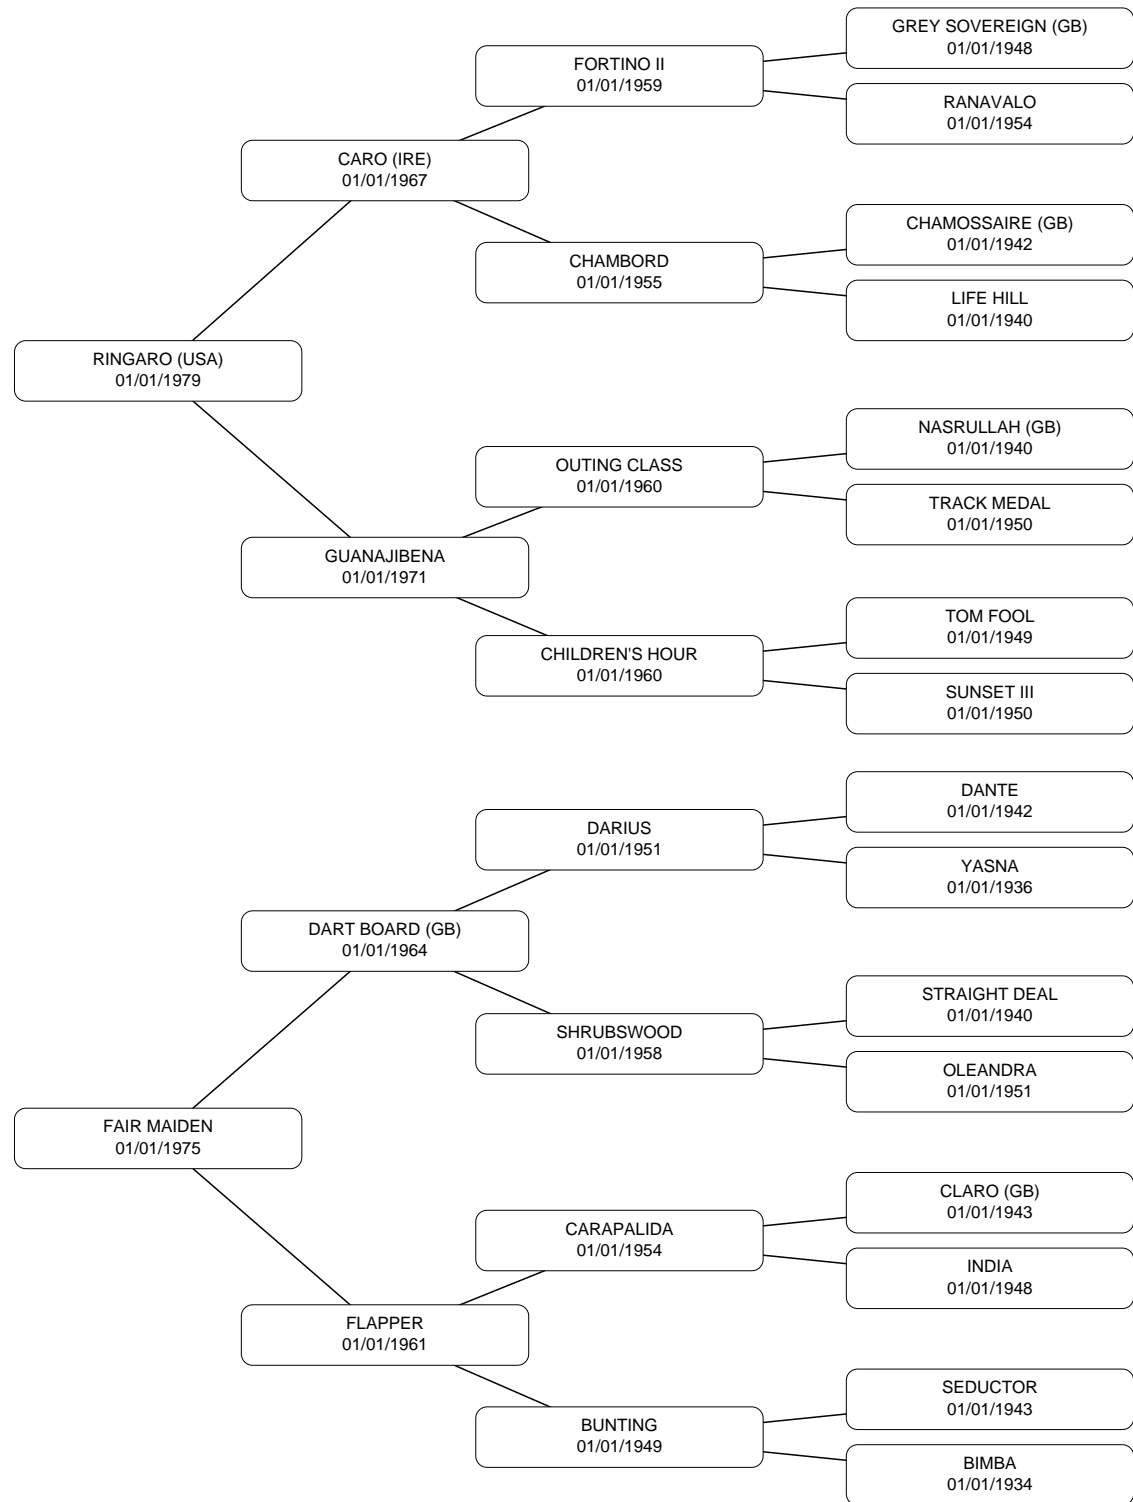 GREY SOVEREIGN (GB)
01/01/1948
FORTINO II
01/01/1959
RANAVALO
01/01/1954
CARO (IRE)
01/01/1967
CHAMOSSAIRE (GB)
01/01/1942
CHAMBORD
01/01/1955
LIFE HILL
01/01/1940
RINGARO (USA)
01/01/1979
NASRULLAH (GB)
01/01/1940
OUTING CLASS
01/01/1960
TRACK MEDAL
01/01/1950
GUANAJIBENA
01/01/1971
TOM FOOL
01/01/1949
CHILDREN'S HOUR
01/01/1960
SUNSET III
01/01/1950
DANTE
01/01/1942
DARIUS
01/01/1951
YASNA
01/01/1936
DART BOARD (GB)
01/01/1964
STRAIGHT DEAL
01/01/1940
SHRUBSWOOD
01/01/1958
OLEANDRA
01/01/1951
FAIR MAIDEN
01/01/1975
CLARO (GB)
01/01/1943
CARAPALIDA
01/01/1954
INDIA
01/01/1948
FLAPPER
01/01/1961
SEDUCTOR
01/01/1943
BUNTING
01/01/1949
BIMBA
01/01/1934